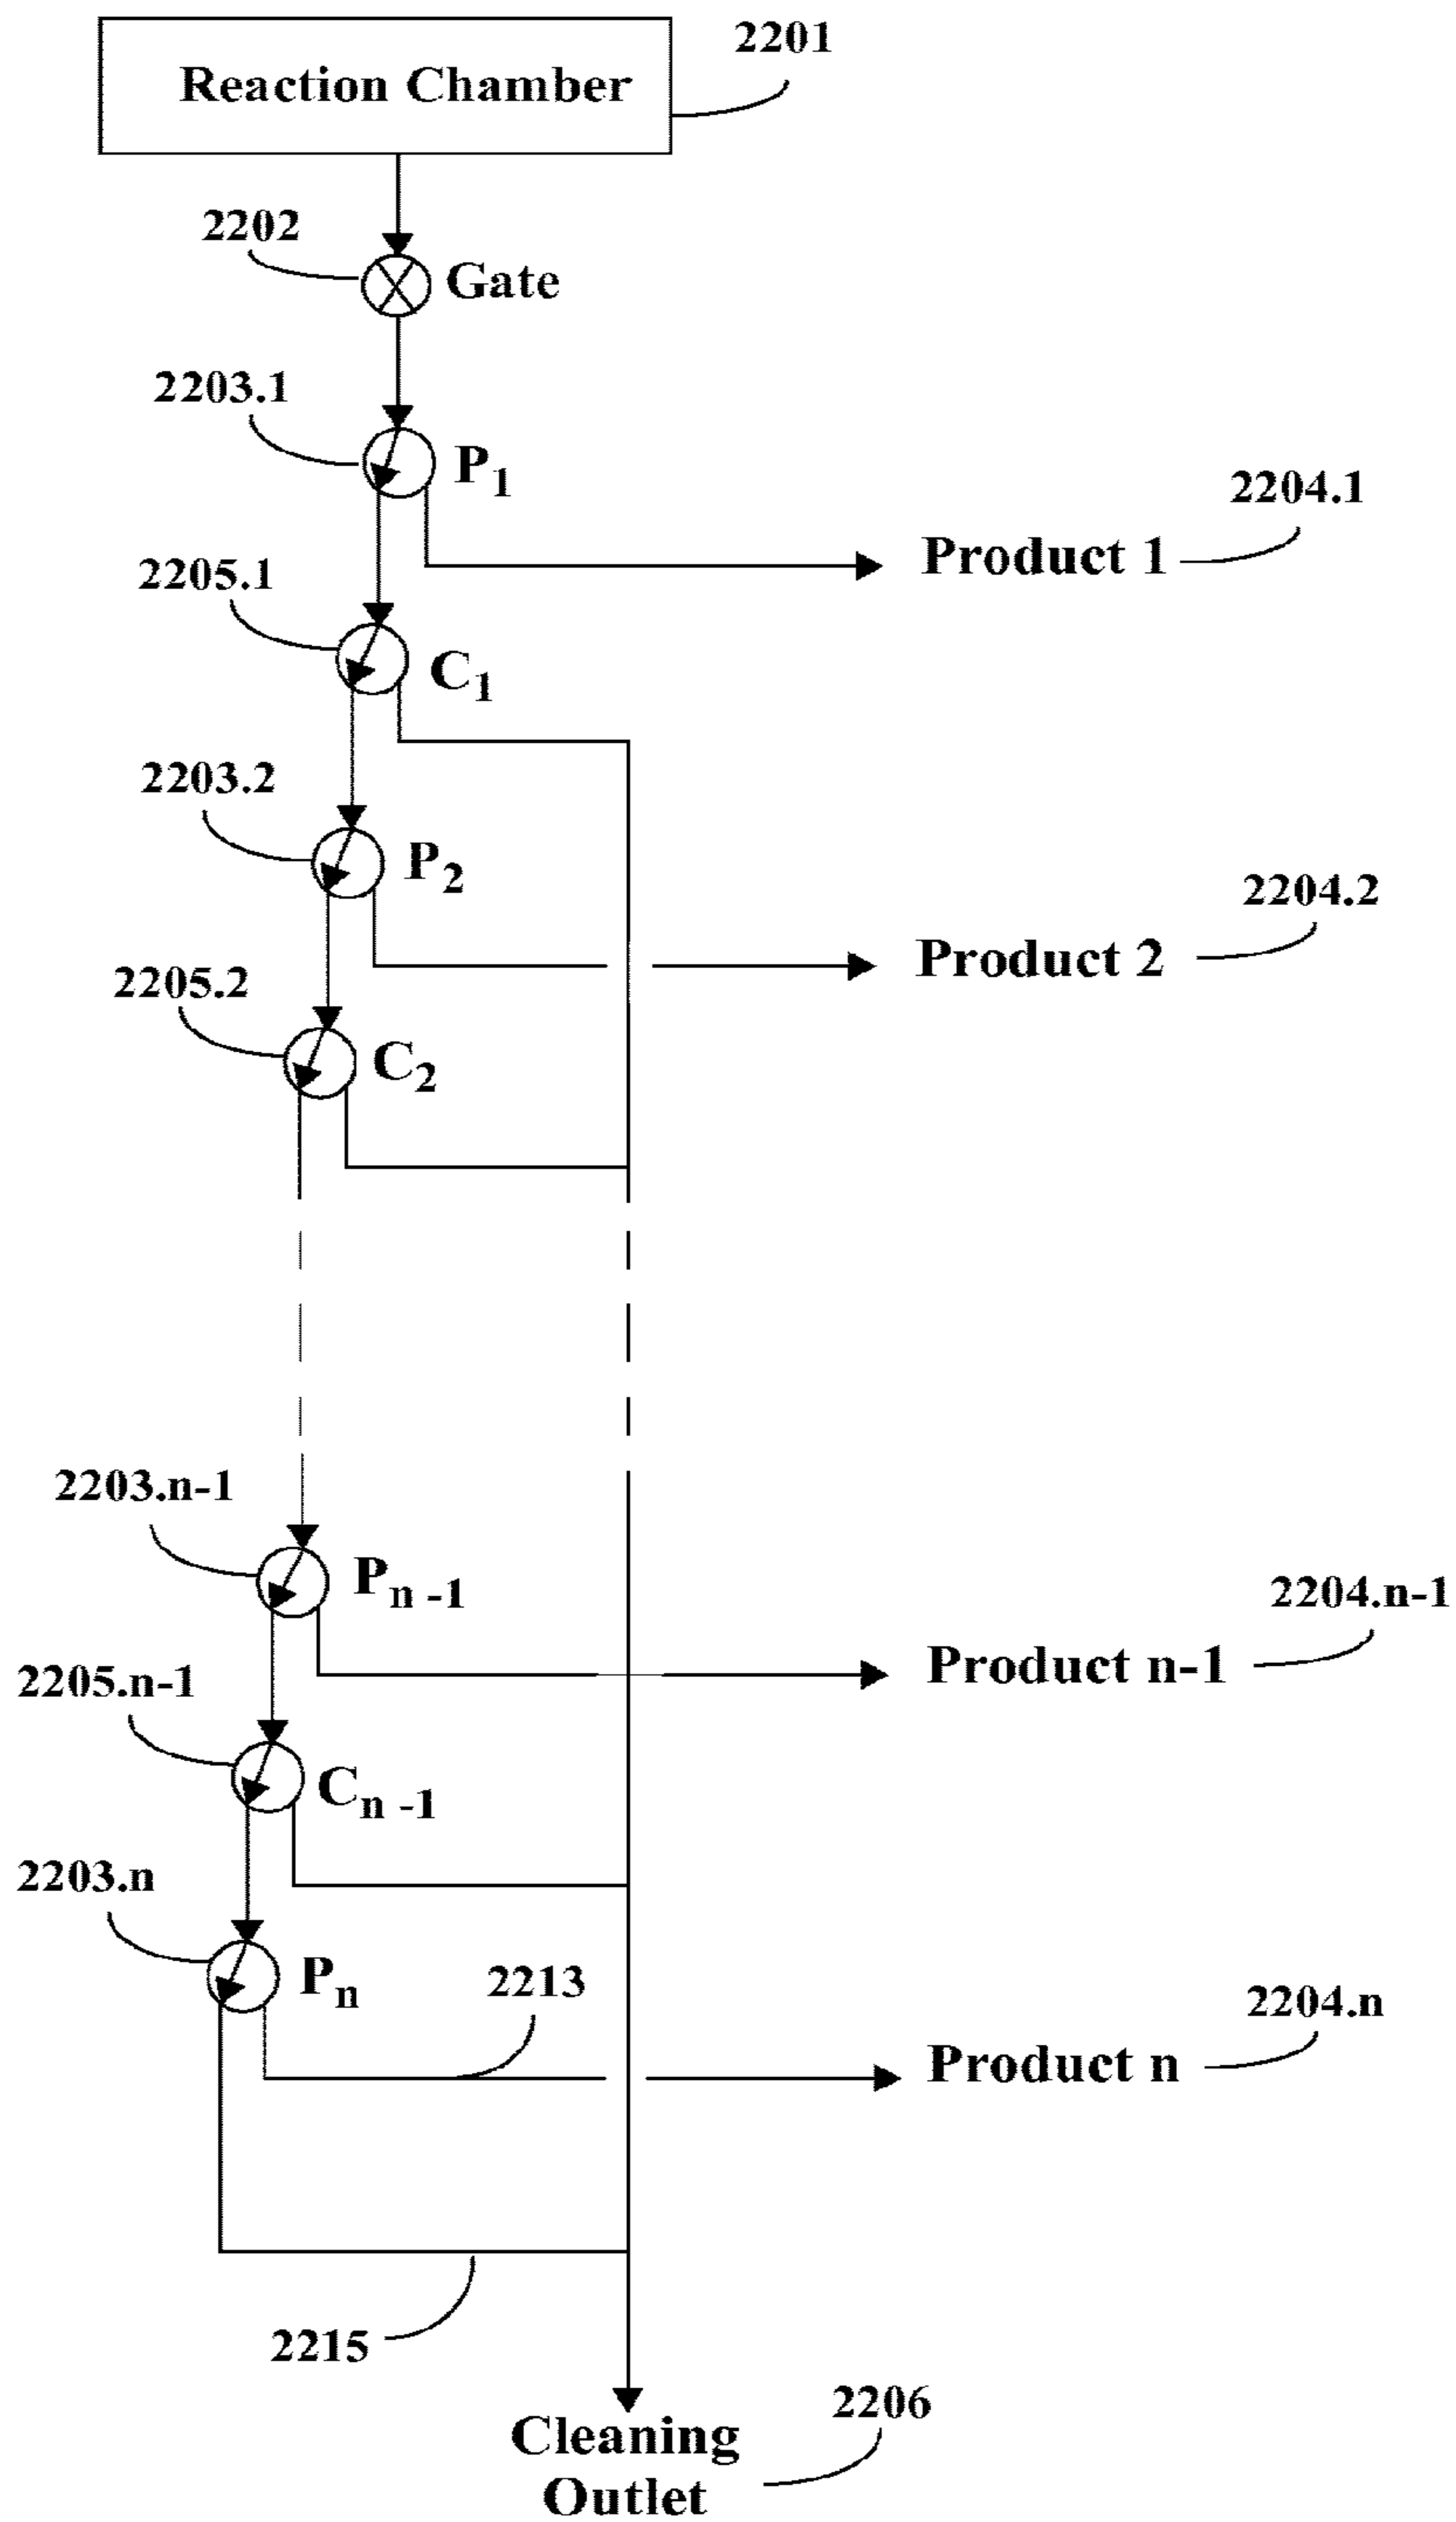 2201
Reaction Chamber
2202
Gate
2203.1
P1
2204.1
Product 1
2205.1
C1
2203.2
P2
2204.2
Product 2
2205.2
C2
2203.n-1
Pn -1
2204.n-1
Product n-1
2205.n-1
Cn -1
2203.n
Pn
2213
2204.n
Product n
2215
2206
Cleaning
Outlet